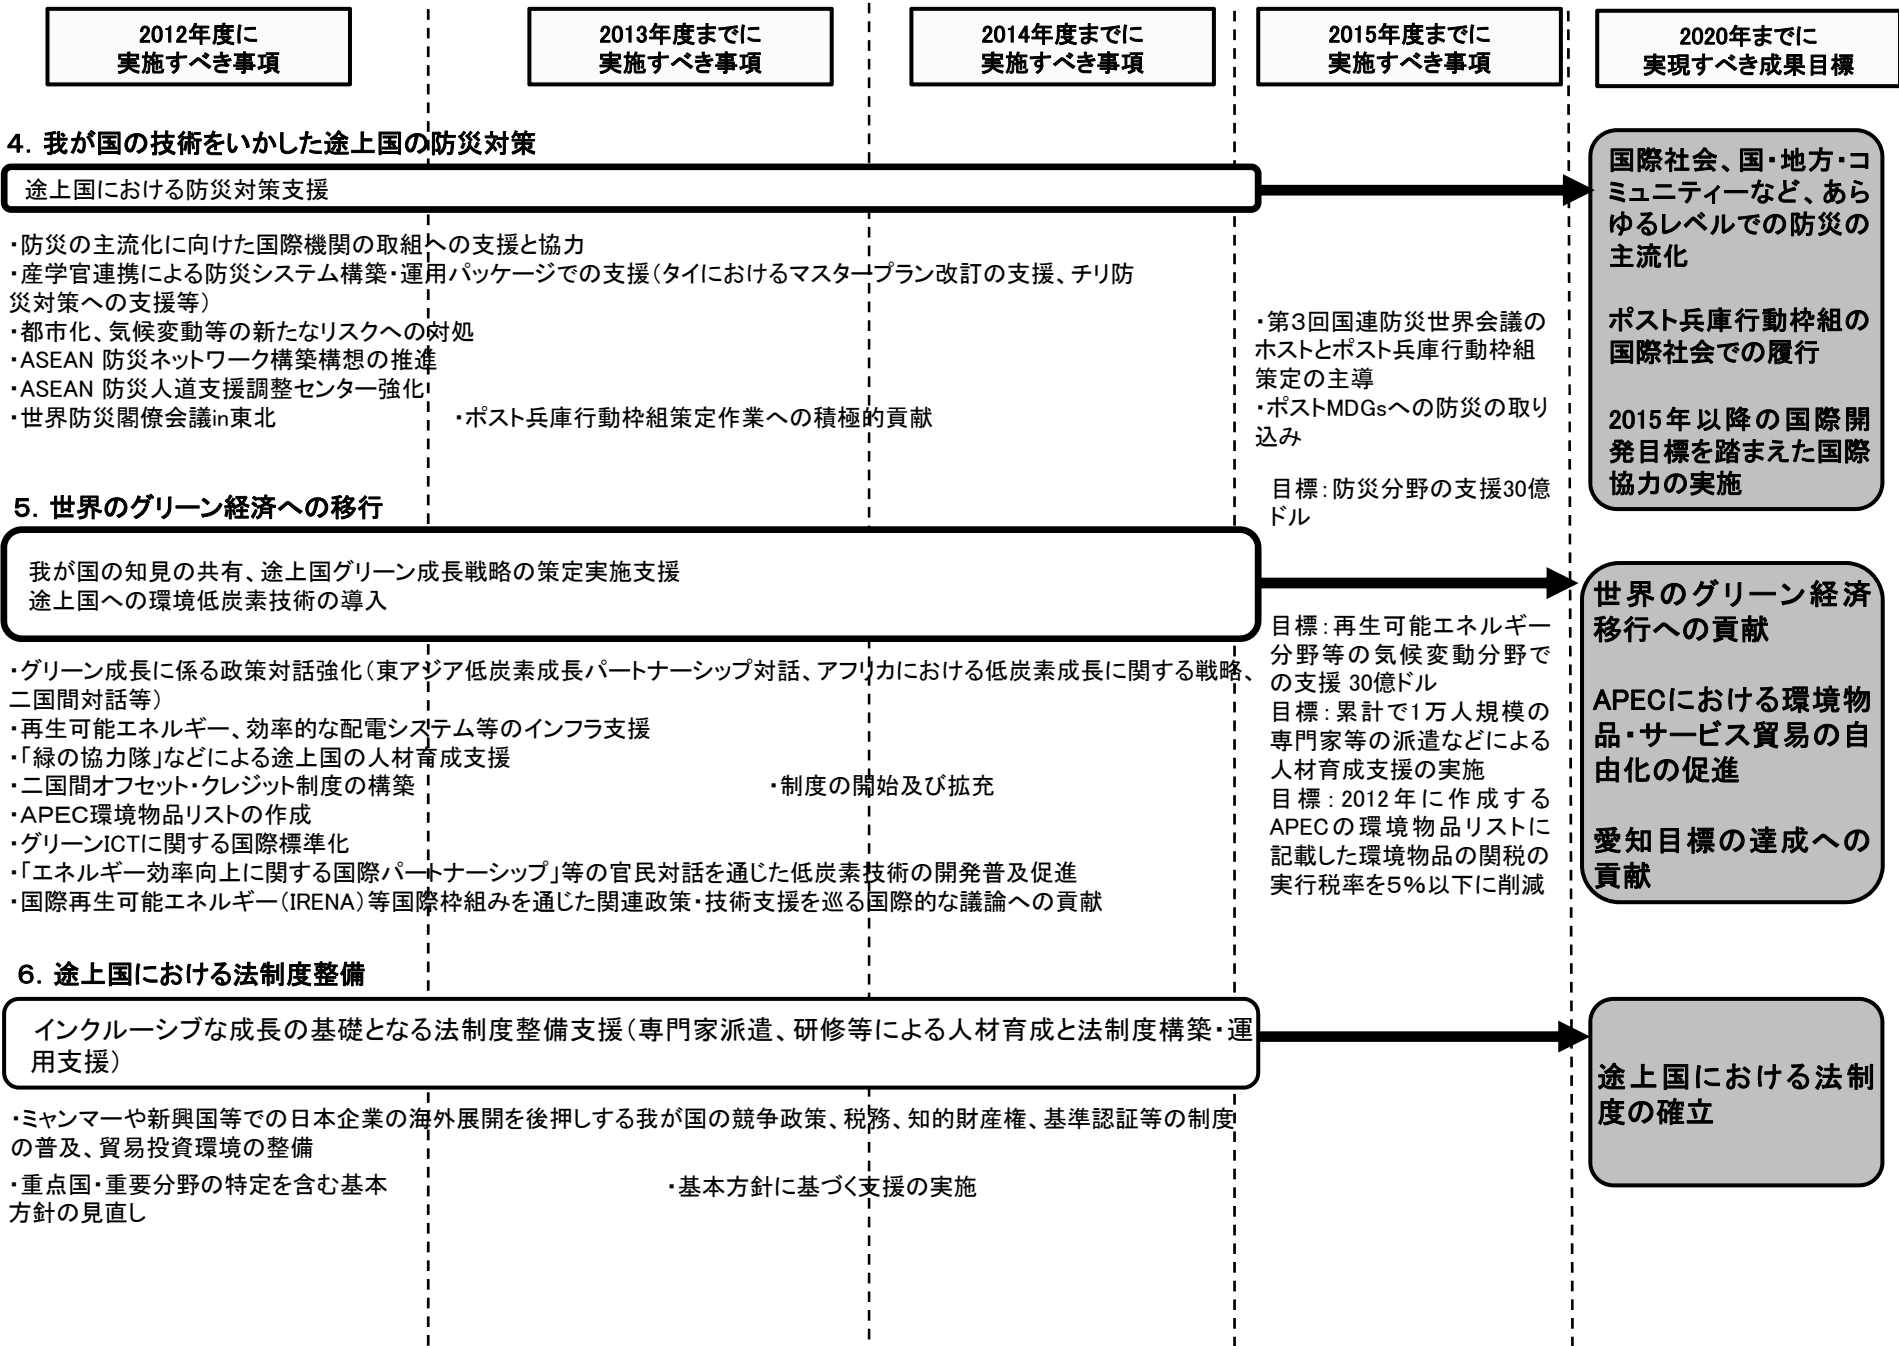 2012年度に
実施すべき事項
2013年度までに
実施すべき事項
2014年度までに
実施すべき事項
2015年度までに
実施すべき事項
2020年までに
実現すべき成果目標
４．我が国の技術をいかした途上国の防災対策
途上国における防災対策支援
・防災の主流化に向けた国際機関の取組への支援と協力
・産学官連携による防災システム構築・運用パッケージでの支援（タイにおけるマスタープラン改訂の支援、チリ防
災対策への支援等）
・都市化、気候変動等の新たなリスクへの対処
・ASEAN 防災ネットワーク構築構想の推進
・ASEAN 防災人道支援調整センター強化
・世界防災閣僚会議in東北
・ポスト兵庫行動枠組策定作業への積極的貢献
・第３回国連防災世界会議の
ホストとポスト兵庫行動枠組
策定の主導
・ポストMDGsへの防災の取り
込み
目標：防災分野の支援30億
ドル
国際社会、国・地方・コ
ミュニティーなど、あら
ゆるレベルでの防災の
主流化
ポスト兵庫行動枠組の
国際社会での履行
2015年以降の国際開
発目標を踏まえた国際
協力の実施
５．世界のグリーン経済への移行
我が国の知見の共有、途上国グリーン成長戦略の策定実施支援
途上国への環境低炭素技術の導入
・グリーン成長に係る政策対話強化（東アジア低炭素成長パートナーシップ対話、アフリカにおける低炭素成長に関する戦略、
二国間対話等）
・再生可能エネルギー、効率的な配電システム等のインフラ支援
・「緑の協力隊」などによる途上国の人材育成支援
・二国間オフセット・クレジット制度の構築
・制度の開始及び拡充
・ＡＰＥＣ環境物品リストの作成
・グリーンICTに関する国際標準化
・「エネルギー効率向上に関する国際パートナーシップ」等の官民対話を通じた低炭素技術の開発普及促進
・国際再生可能エネルギー（IRENA）等国際枠組みを通じた関連政策・技術支援を巡る国際的な議論への貢献
目標：再生可能エネルギー
分野等の気候変動分野で
の支援 30億ドル
目標：累計で1万人規模の
専門家等の派遣などによる
人材育成支援の実施
目標：2012年に作成する
APECの環境物品リストに
記載した環境物品の関税の
実行税率を５％以下に削減
世界のグリーン経済
移行への貢献
APECにおける環境物
品・サービス貿易の自
由化の促進
愛知目標の達成への
貢献
６．途上国における法制度整備
インクルーシブな成長の基礎となる法制度整備支援（専門家派遣、研修等による人材育成と法制度構築・運
用支援）
・ミャンマーや新興国等での日本企業の海外展開を後押しする我が国の競争政策、税務、知的財産権、基準認証等の制度
の普及、貿易投資環境の整備
・重点国・重要分野の特定を含む基本
方針の見直し
・基本方針に基づく支援の実施
途上国における法制
度の確立